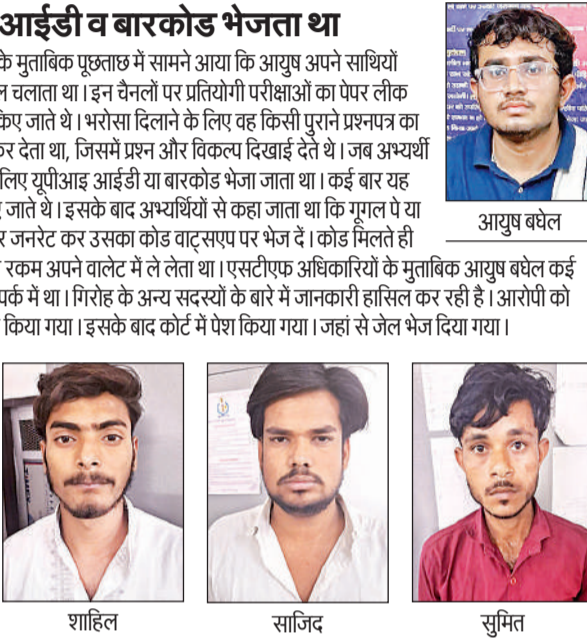 आईडी व बारकोड भेजता था
के मुताबिक पूछताछ में सामने आया कि आयुष अपने साथियों
चलाता था। इन चैनलों पर प्रतियोगी परीक्षाओं का पेपर लीक
किए जाते थे। भरोसा दिलाने के लिए वह किसी पुराने प्रश्नपत्र का
कर देता था, जिसमें प्रश्न और विकल्प दिखाई देते थे। जब अभ्यर्थी
लिए यूपीआइ आईडी या बारकोड भेजा जाता था। कई बार यह
जाते थे। इसके बाद अभ्यर्थियों से कहा जाता था कि गूगल पे या
जनरेट कर उसका कोड वाट्सएप पर भेज दें। कोड मिलते ही
रकम अपने वालेट में ले लेता था। एसटीएफ अधिकारियों के मुताबिक आयुष बघेल कई
में था। गिरोह के अन्य सदस्यों के बारे में जानकारी हासिल कर रही है। आरोपी को
किया गया। इसके बाद कोर्ट में पेश किया गया। जहां से जेल भेज दिया गया।
आयुष बघेल
शाहिल
साजिद
सुमित